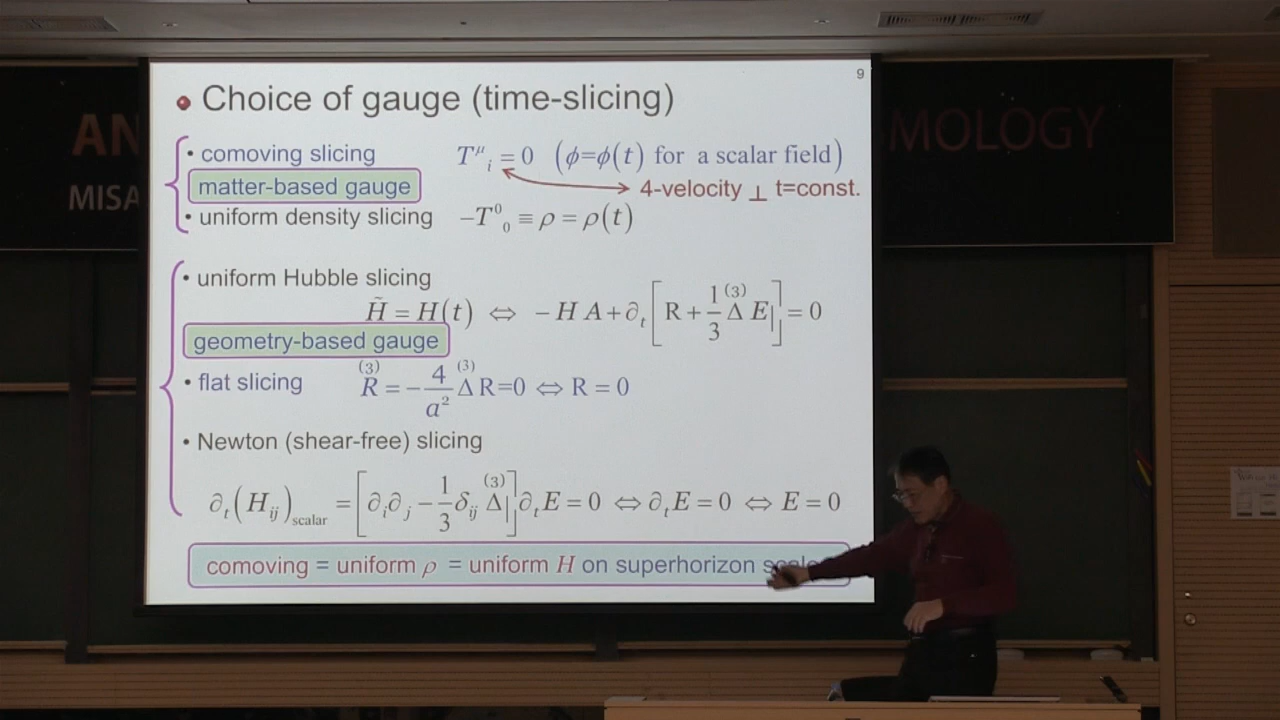 9
• Choice of gauge (time-slicing)
AN
MOLOGY
MISA
• comoving slicing T^μ_i = 0 (ϕ=ϕ(t) for a scalar field)
matter-based gauge 4-velocity ⊥ t=const.
• uniform density slicing −T^0_0 ≡ ρ = ρ(t)
• uniform Hubble slicing
H̃ = H(t) ⇔ −H A + ∂_t [R + 1/3 Δ^(3) E] = 0
geometry-based gauge
• flat slicing R^(3) = −4/a² Δ^(3) R=0 ⇔ R = 0
• Newton (shear-free) slicing
∂_t(H_ij)_scalar = [∂_i∂_j − 1/3 δ_ij Δ^(3)] ∂_t E = 0 ⇔ ∂_t E = 0 ⇔ E = 0
comoving = uniform ρ = uniform H on superhorizon scale